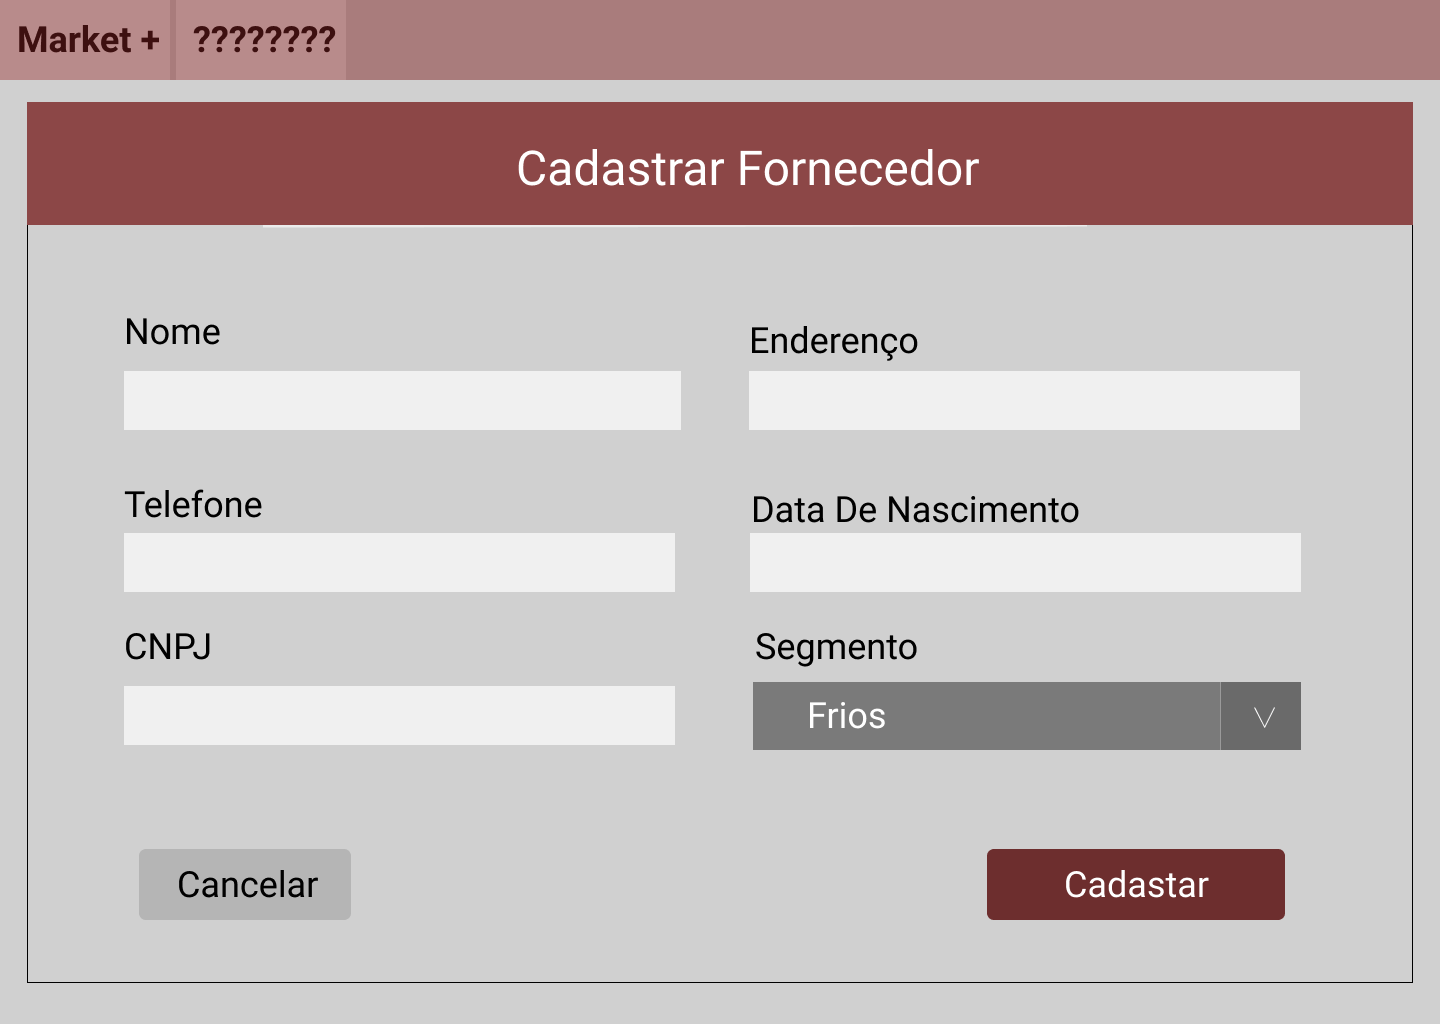 Market + ????????
Cadastrar Fornecedor
Nome
Enderenço
Telefone
Data De Nascimento
CNPJ
Segmento
Frios
Cancelar
Cadastar